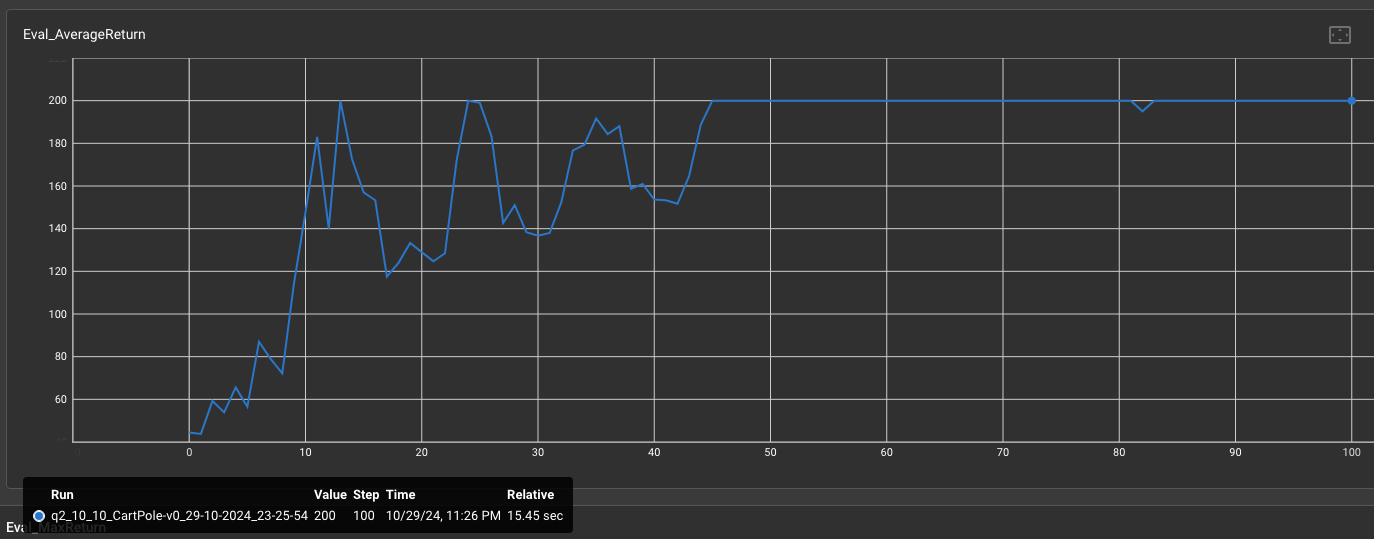 Eval_AverageReturn
200
180
160
140
120
100
80
60
0 10 20 30 40 50 60 70 80 90 100
Run Value Step Time Relative
q2_10_10_CartPole-v0_29-10-2024_23-25-54 200 100 10/29/24, 11:26 PM 15.45 sec
Eval_MaxReturn